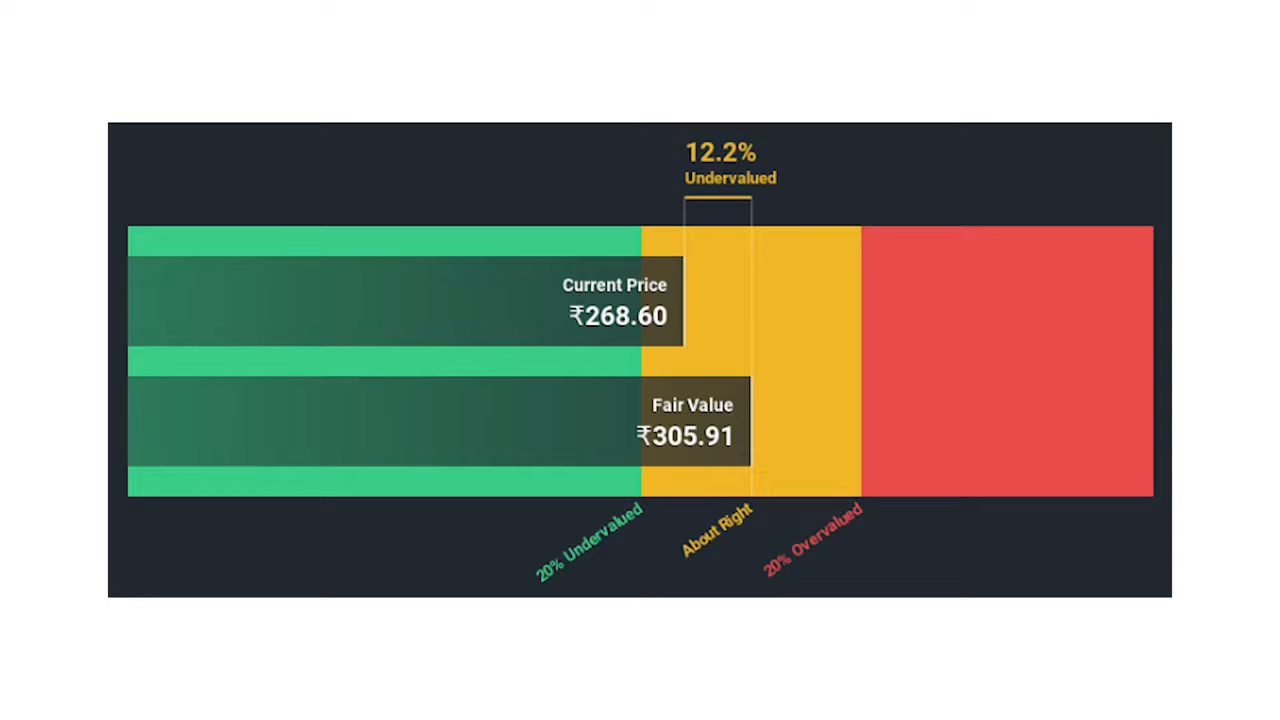 12.2%
Undervalued
Current Price
₹268.60
Fair Value
₹305.91
20% Undervalued
About Right
20% Overvalued